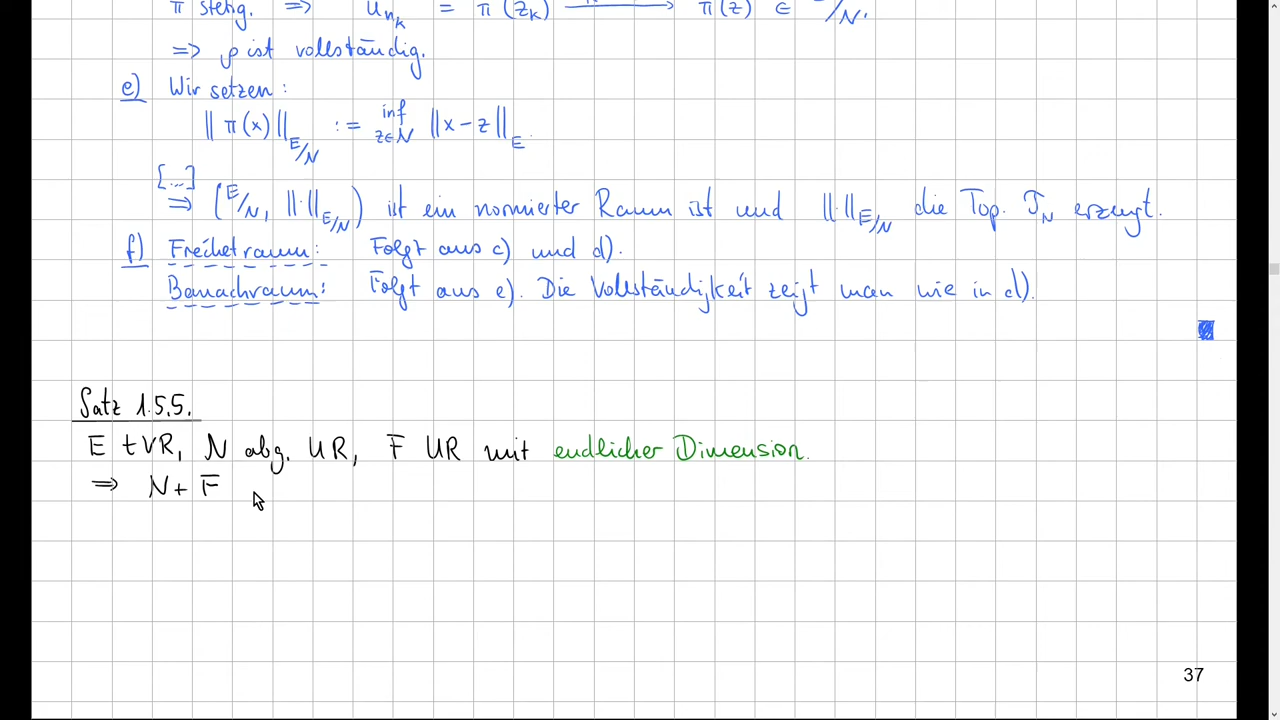 π stetig. => u_{n_k} = π(z_k) → π(z) ∈ E/N.
=> ρ ist vollständig.
e) Wir setzen:
||π(x)||_{E/N} := inf_{z∈N} ||x-z||_E.
[...]
=> (E/N, ||·||_{E/N}) ist ein normierter Raum ist und ||·||_{E/N} die Top. T_N erzeugt.
f) Fréchetraum: Folgt aus c) und d).
Banachraum: Folgt aus e). Die Vollständigkeit zeigt man wie in d).
Satz 1.5.5.
E tVR, N abg. UR, F UR mit endlicher Dimension.
=> N + F
37